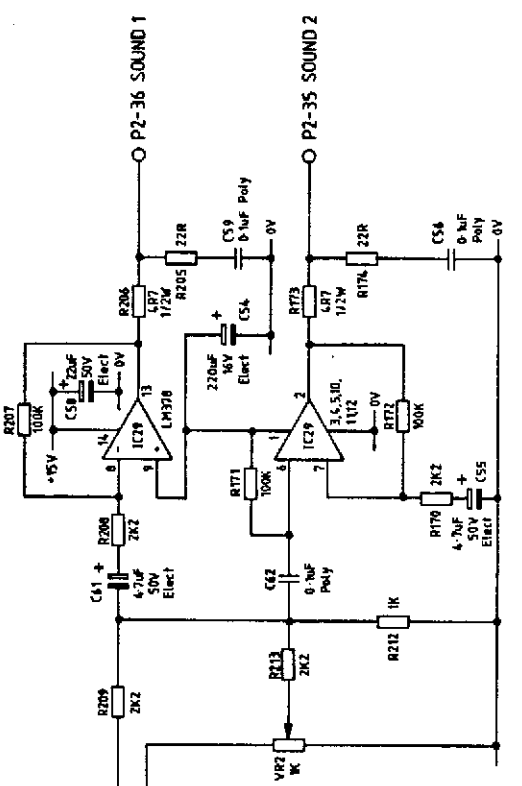 P2-36 SOUND 1
P2-35 SOUND 2
R206
4R7
1/2W
22R
R205
C59
0·1uF Poly
0V
R173
4R7
1/2W
22R
R174
C56
0·1uF
Poly
0V
R207
100K
+15V
C58
+
22uF
50V
Elect
0V
14
13
8
9
-
+
IC29
LM378
220uF
16V
Elect
+
C54
R171
100K
1
2
6
7
IC29
3,4,5,10,
11,12
0V
R172
100K
R208
2K2
C61
+
4·7uF
50V
Elect
C62
0·1uF
Poly
R170
2K2
+
C55
4·7uF
50V
Elect
R209
2K2
R213
2K2
1K
R212
VR2
1K